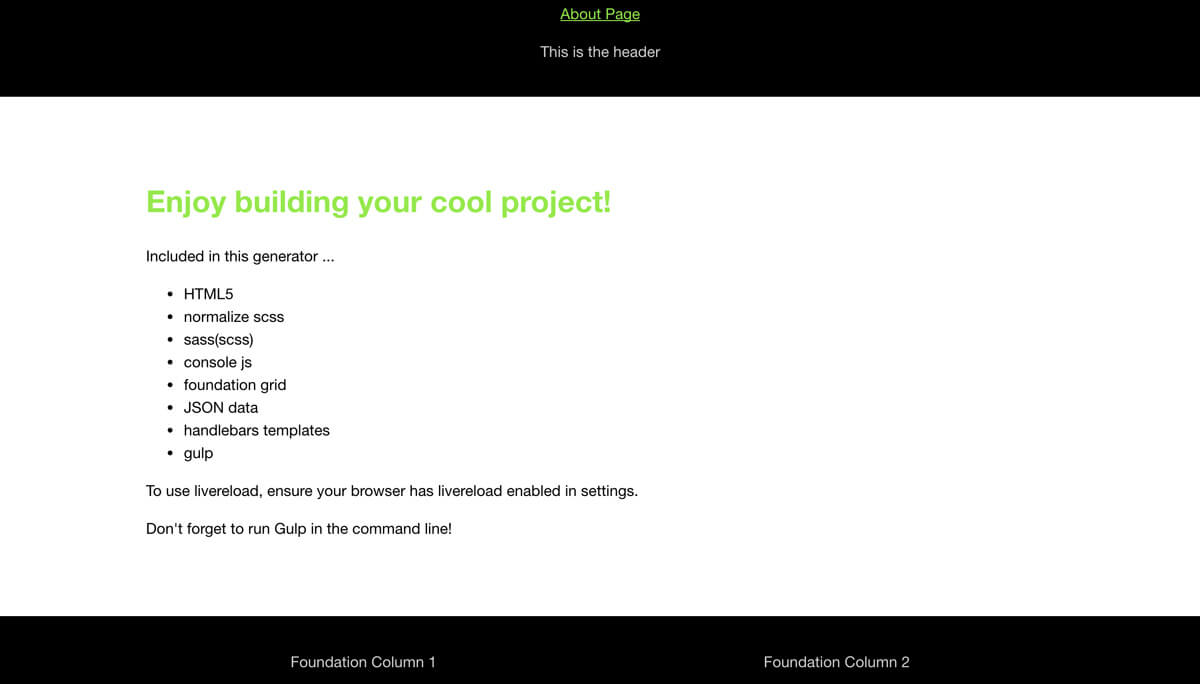 About Page
This is the header
Enjoy building your cool project!
Included in this generator ...
• HTML5
• normalize scss
• sass(scss)
• console js
• foundation grid
• JSON data
• handlebars templates
• gulp
To use livereload, ensure your browser has livereload enabled in settings.
Don't forget to run Gulp in the command line!
Foundation Column 1
Foundation Column 2